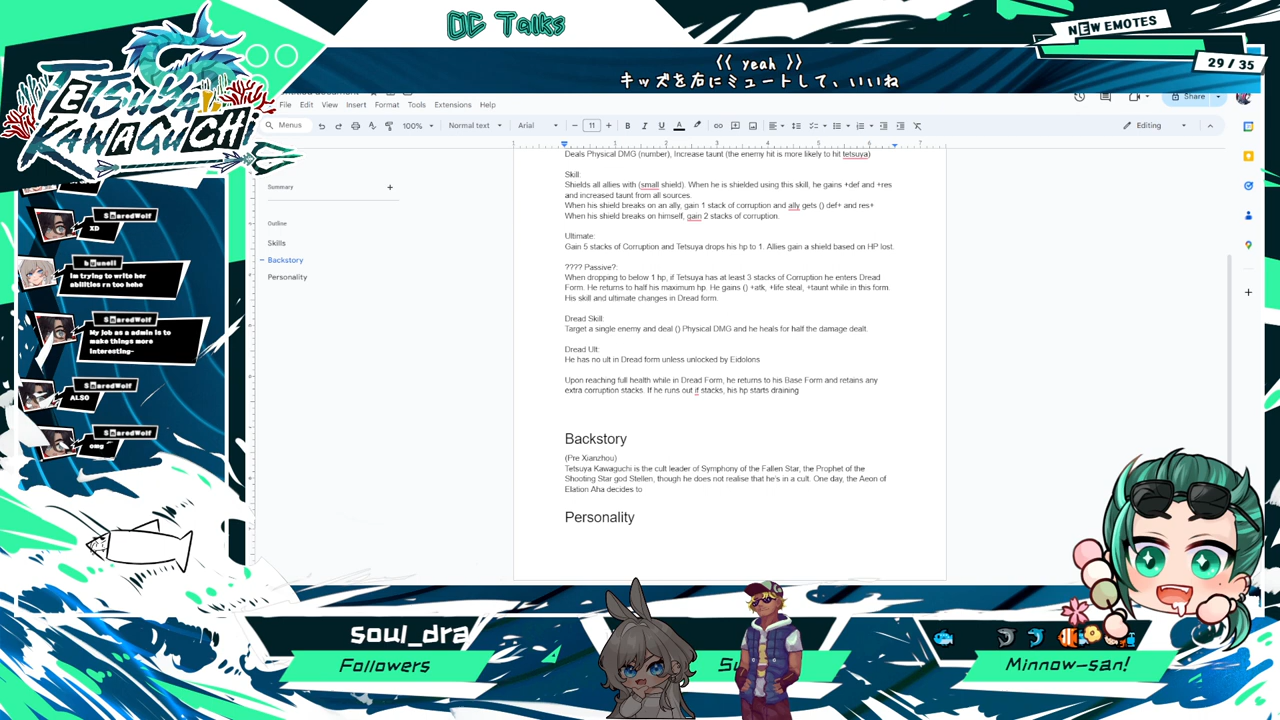 OC Talks
NEW EMOTES
29 / 35
TETSUYA
KAWAGUCHI
《 yeah 》
キッズを右にミュートして、いいね
File Edit View Insert Format Tools Extensions Help
Share
Menus
100%
Normal text
Arial
11
Editing
1 1 2 3 4 5 6 7
Summary
Outline
Skills
Backstory
Personality
Deals Physical DMG (number), Increase taunt (the enemy hit is more likely to hit tetsuya)
Skill:
Shields all allies with (small shield). When he is shielded using this skill, he gains +def and +res
and increased taunt from all sources.
When his shield breaks on an ally, gain 1 stack of corruption and ally gets () def+ and res+
When his shield breaks on himself, gain 2 stacks of corruption.
Ultimate:
Gain 5 stacks of Corruption and Tetsuya drops his hp to 1. Allies gain a shield based on HP lost.
???? Passive?:
When dropping to below 1 hp, if Tetsuya has at least 3 stacks of Corruption he enters Dread
Form. He returns to half his maximum hp. He gains () +atk, +life steal, +taunt while in this form.
His skill and ultimate changes in Dread form.
Dread Skill:
Target a single enemy and deal () Physical DMG and he heals for half the damage dealt.
Dread Ult:
He has no ult in Dread form unless unlocked by Eidolons
Upon reaching full health while in Dread Form, he returns to his Base Form and retains any
extra corruption stacks. If he runs out if stacks, his hp starts draining
Backstory
(Pre Xianzhou)
Tetsuya Kawaguchi is the cult leader of Symphony of the Fallen Star, the Prophet of the
Shooting Star god Stellen, though he does not realise that he's in a cult. One day, the Aeon of
Elation Aha decides to
Personality
XD
Im trying to write her
abilities rn too hehe
My job as a admin is to
make things more
interesting-
ALSO
omg
soul_dra
Followers
Su
Minnow-san!